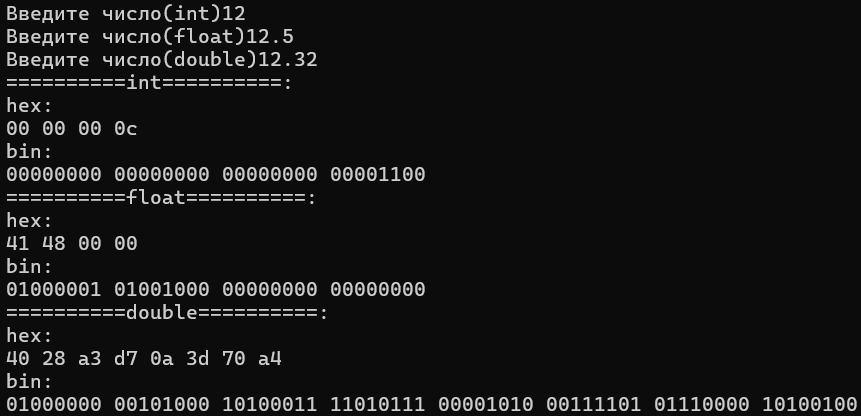 Введите число(int)12
Введите число(float)12.5
Введите число(double)12.32
==========int==========:
hex:
00 00 00 0c
bin:
00000000 00000000 00000000 00001100
==========float==========:
hex:
41 48 00 00
bin:
01000001 01001000 00000000 00000000
==========double==========:
hex:
40 28 a3 d7 0a 3d 70 a4
bin:
01000000 00101000 10100011 11010111 00001010 00111101 01110000 10100100